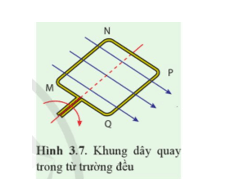 N
P
M
Q
Hình 3.7. Khung dây quay
trong từ trường đều